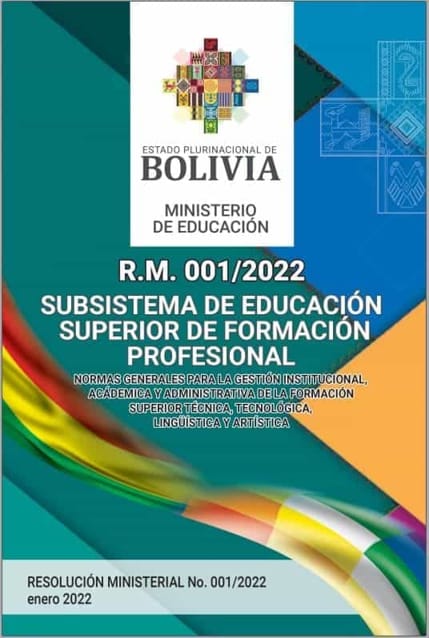 ESTADO PLURINACIONAL DE
BOLIVIA
MINISTERIO
DE EDUCACIÓN
R.M. 001/2022
SUBSISTEMA DE EDUCACIÓN
SUPERIOR DE FORMACIÓN
PROFESIONAL
NORMAS GENERALES PARA LA GESTIÓN INSTITUCIONAL,
ACÁDEMICA Y ADMINISTRATIVA DE LA FORMACIÓN
SUPERIOR TÉCNICA, TECNOLÓGICA,
LINGÜÍSTICA Y ARTÍSTICA
RESOLUCIÓN MINISTERIAL No. 001/2022
enero 2022